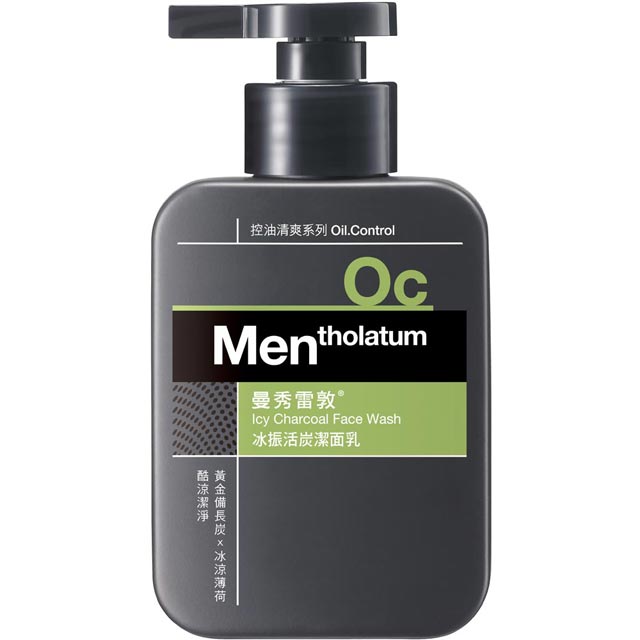 控油清爽系列 Oil.Control
Oc
Mentholatum
曼秀雷敦®
Icy Charcoal Face Wash
冰振活炭潔面乳
黃金備長炭 x 冰涼薄荷
酷涼潔淨